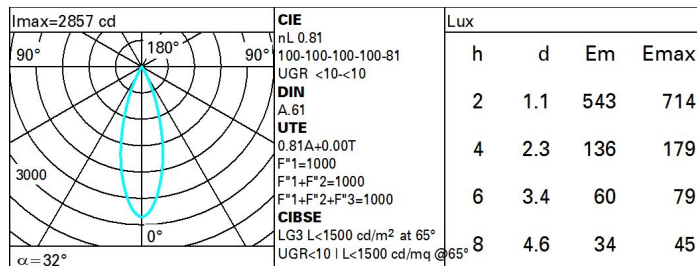 Imax=2857 cd
90°
180°
90°
3000
0°
α=32°
CIE
nL 0.81
100-100-100-100-81
UGR <10-<10
DIN
A.61
UTE
0.81A+0.00T
F"1=1000
F"1+F"2=1000
F"1+F"2+F"3=1000
CIBSE
LG3 L<1500 cd/m² at 65°
UGR<10 | L<1500 cd/mq @65°
Lux
h d Em Emax
2 1.1 543 714
4 2.3 136 179
6 3.4 60 79
8 4.6 34 45